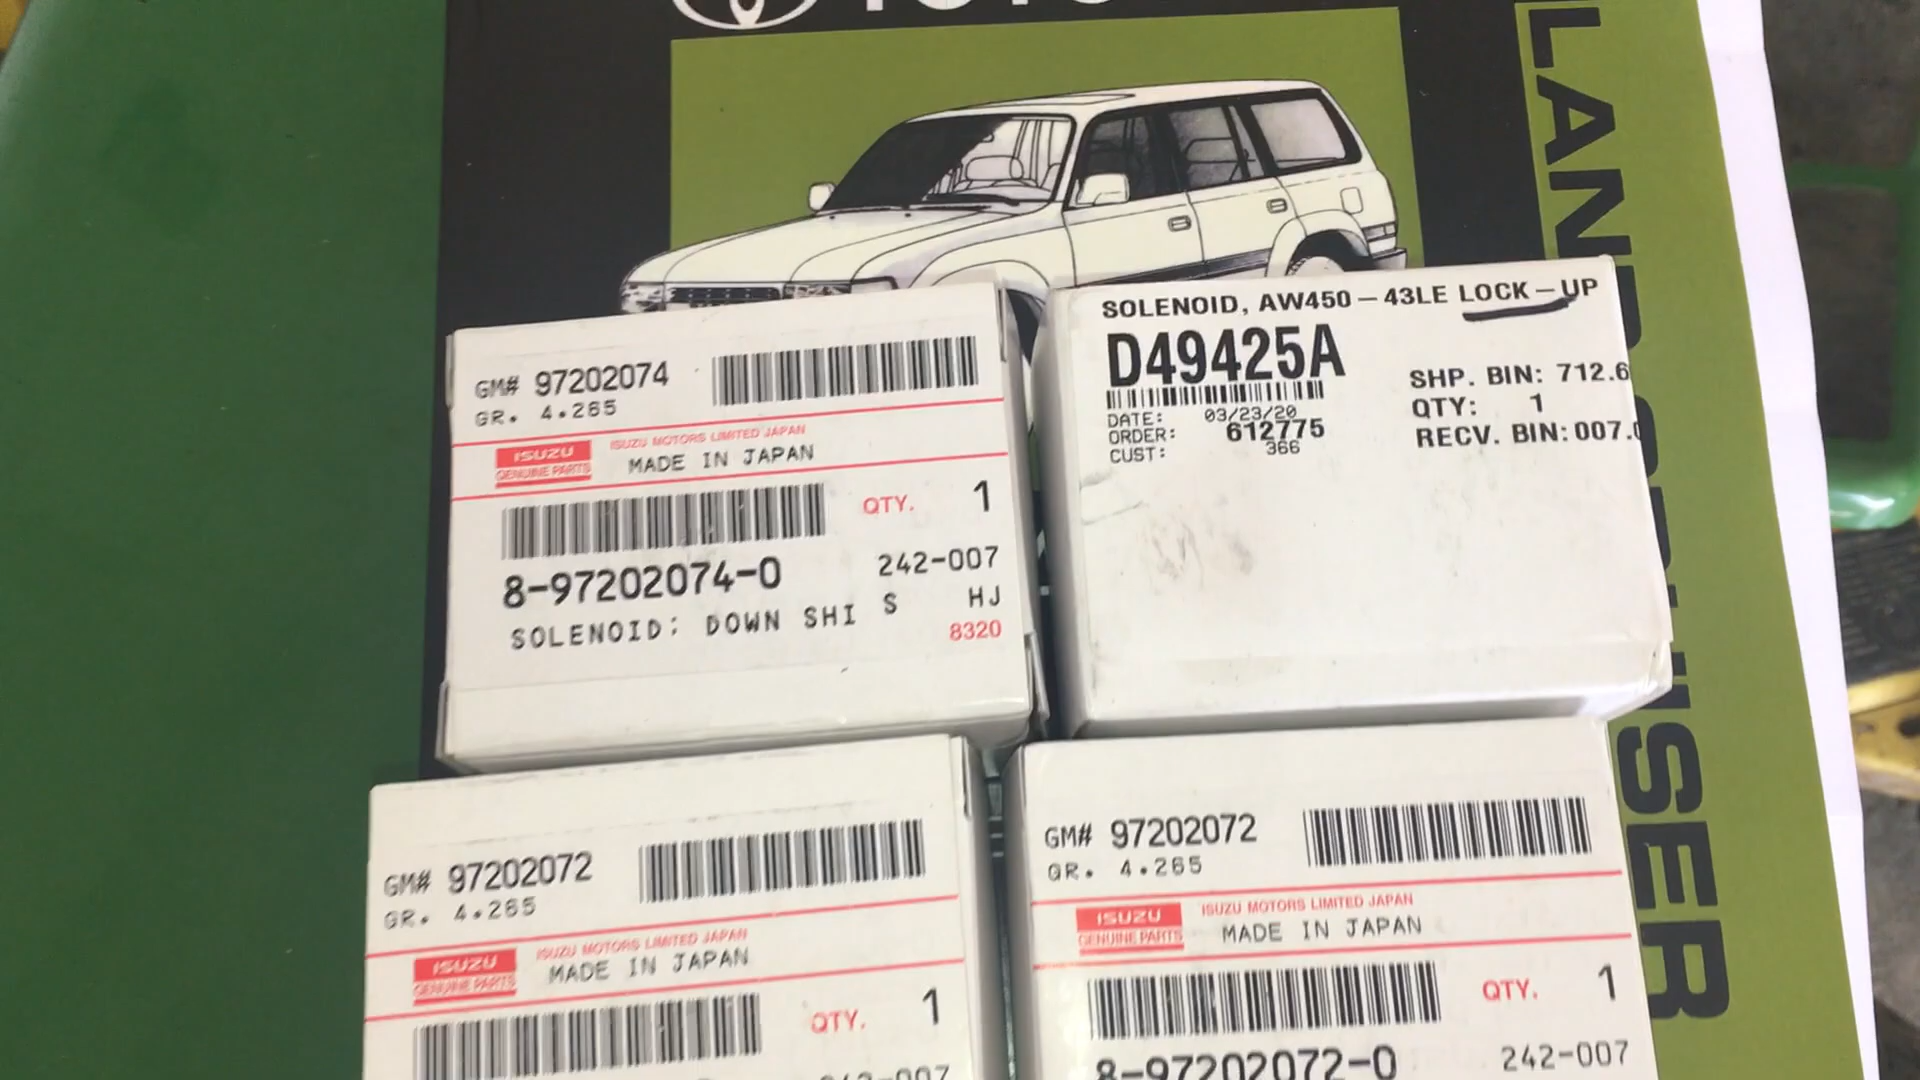 LAND CRUISER
GM# 97202074
GR. 4.265
ISUZU
GENUINE PARTS
ISUZU MOTORS LIMITED JAPAN
MADE IN JAPAN
QTY. 1
8-97202074-0
242-007
SOLENOID; DOWN SHI
S HJ
8320
SOLENOID, AW450-43LE LOCK-UP
D49425A
DATE: 03/23/20
ORDER: 612775
CUST: 366
SHP. BIN: 712.6
QTY: 1
RECV. BIN: 007.
GM# 97202072
GR. 4.265
ISUZU
GENUINE PARTS
ISUZU MOTORS LIMITED JAPAN
MADE IN JAPAN
QTY. 1
GM# 97202072
GR. 4.265
ISUZU
GENUINE PARTS
ISUZU MOTORS LIMITED JAPAN
MADE IN JAPAN
QTY. 1
8-97202072-0
242-007